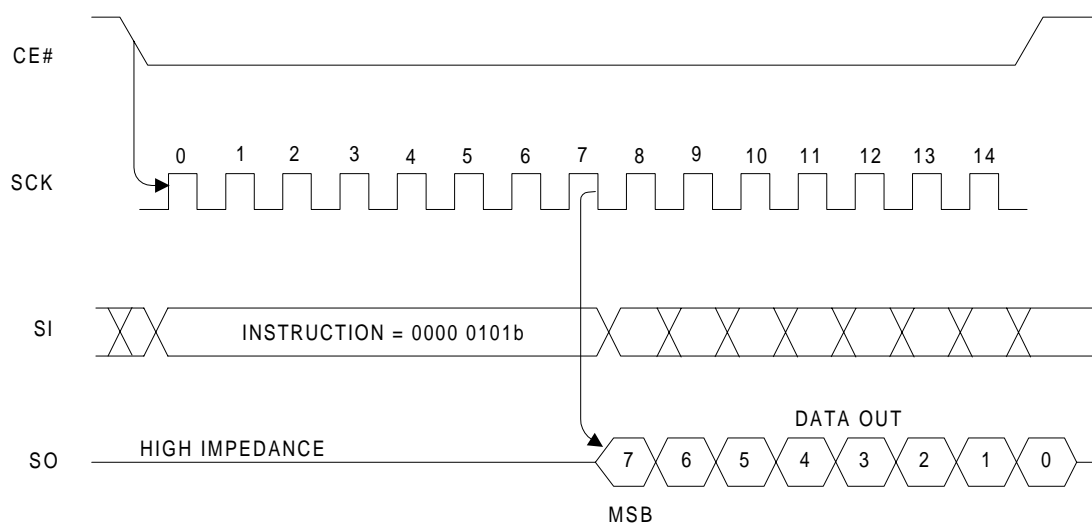 CE#
0 1 2 3 4 5 6 7 8 9 10 11 12 13 14
SCK
SI
INSTRUCTION = 0000 0101b
DATA OUT
HIGH IMPEDANCE
SO
7 6 5 4 3 2 1 0
MSB